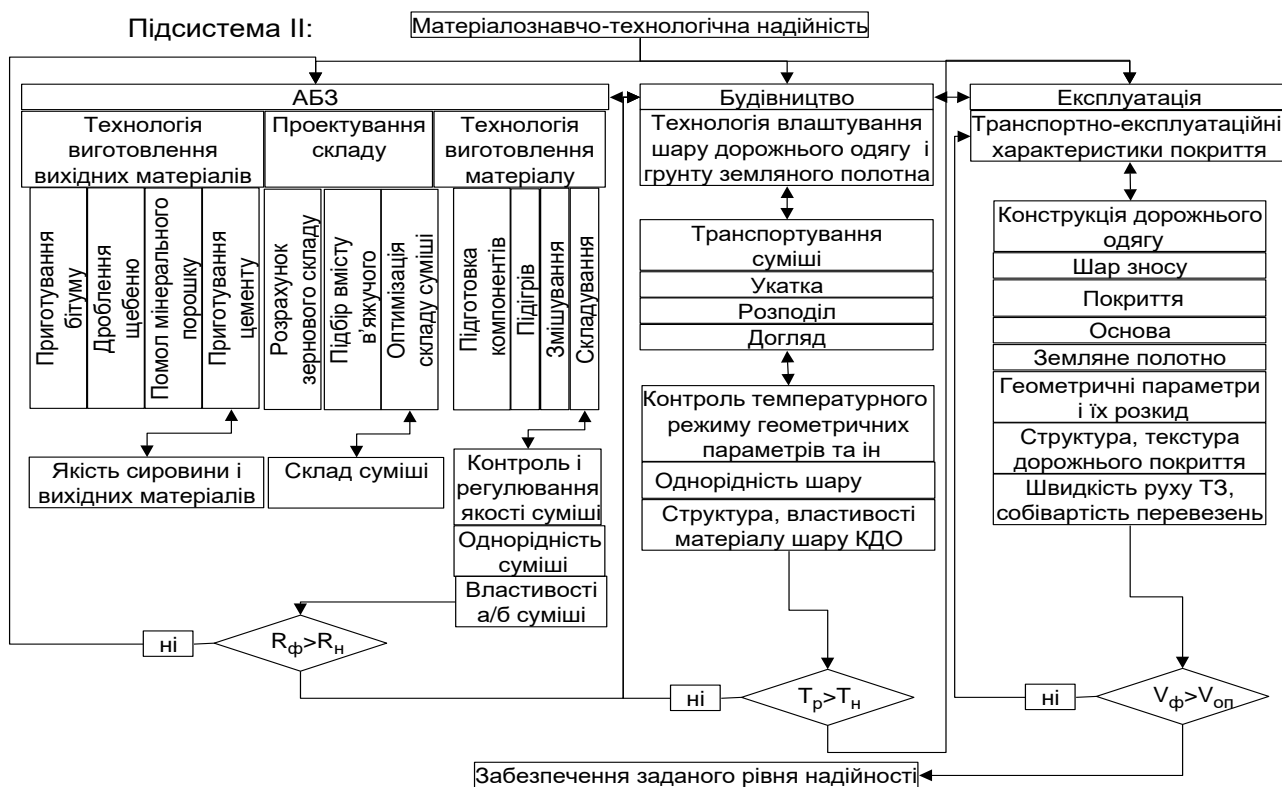 Підсистема II:
Матеріалознавчо-технологічна надійність
АБЗ
Технологія
виготовлення
вихідних матеріалів
Проектування
складу
Технологія
виготовлення
матеріалу
Приготування
бітуму
Дроблення
щебеню
Помол мінерального
порошку
Приготування
цементу
Розрахунок
зернового складу
Підбір вмісту
в’яжучого
Оптимізація
складу суміші
Підготовка
компонентів
Підігрів
Змішування
Складування
Якість сировини і
вихідних матеріалів
Склад суміші
Контроль і
регулювання
якості суміші
Однорідність
суміші
Властивості
а/б суміші
ні
Rф>Rн
Будівництво
Технологія влаштування
шару дорожнього одягу і
грунту земляного полотна
Транспортування
суміші
Укатка
Розподіл
Догляд
Контроль температурного
режиму геометричних
параметрів та ін
Однорідність шару
Структура, властивості
матеріалу шару КДО
ні
Tр>Tн
Експлуатація
Транспортно-експлуатаційні
характеристики покриття
Конструкція дорожнього
одягу
Шар зносу
Покриття
Основа
Земляне полотно
Геометричні параметри
і їх розкид
Структура, текстура
дорожнього покриття
Швидкість руху ТЗ,
собівартість перевезень
ні
Vф>Vоп
Забезпечення заданого рівня надійності